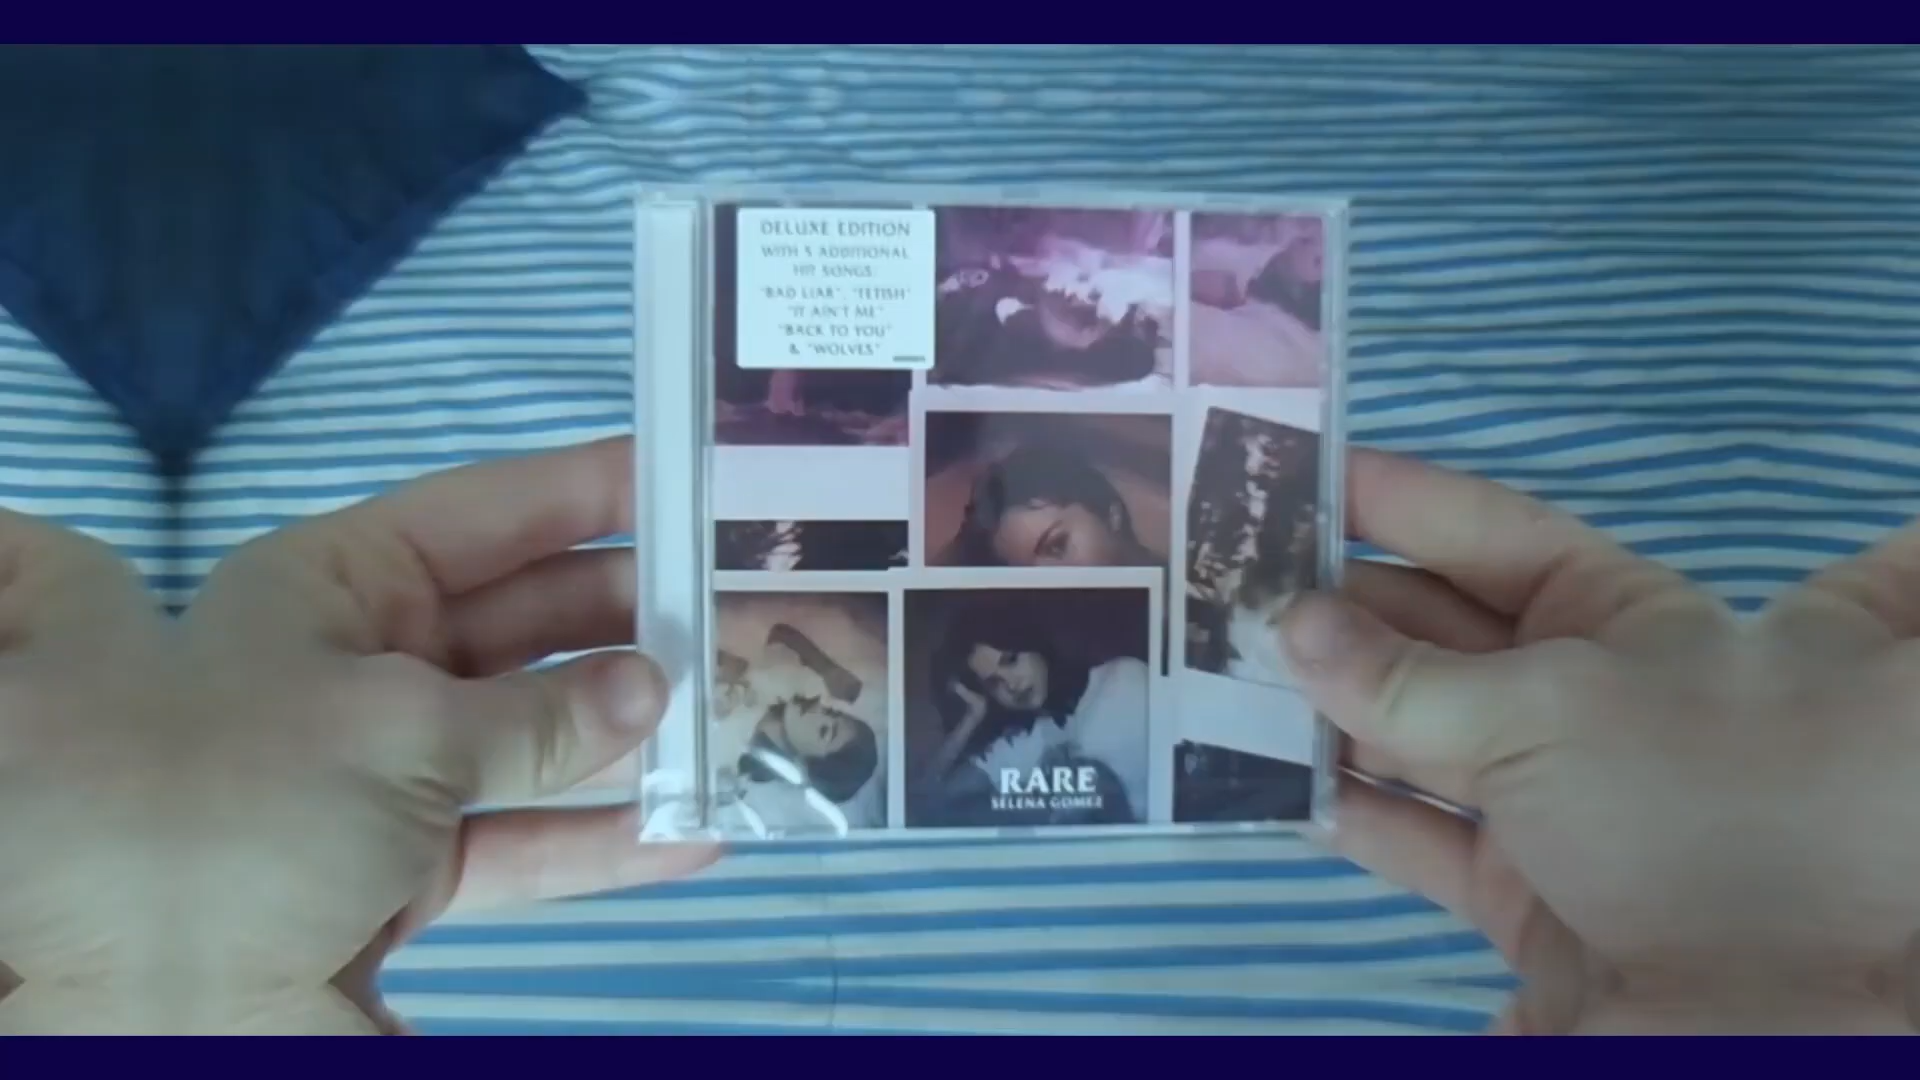 DELUXE EDITION
WITH 5 ADDITIONAL
HIT SONGS:
"BAD LIAR", "FETISH"
"IT AIN'T ME"
"BACK TO YOU"
& "WOLVES"
RARE
SELENA GOMEZ